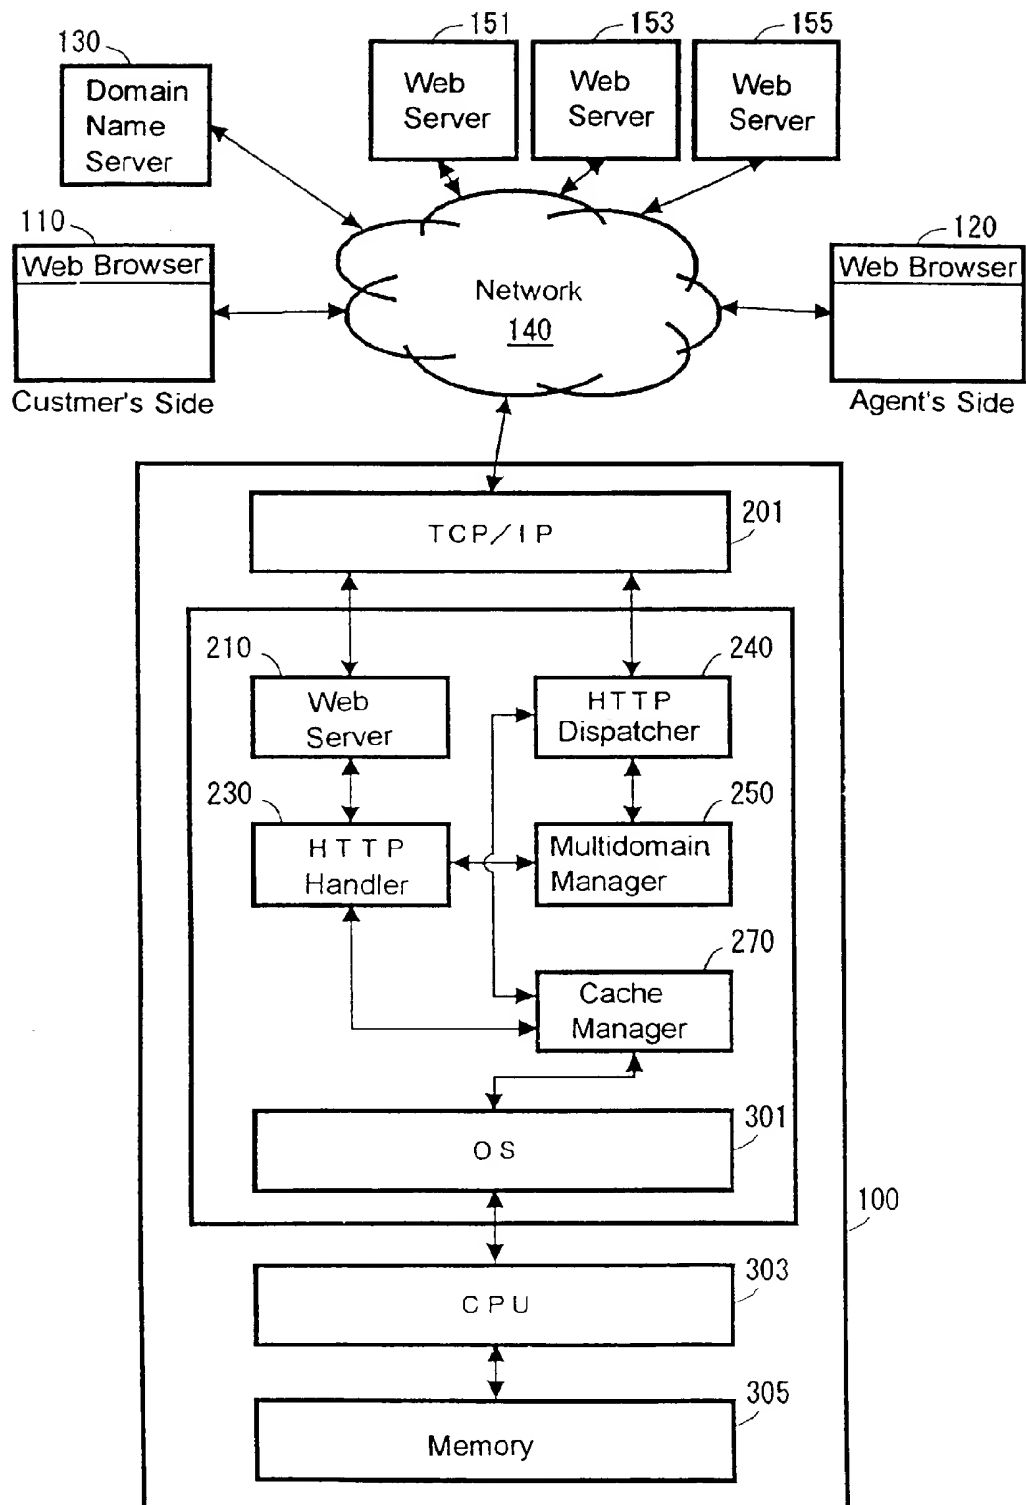 130
Domain
Name
Server
151
Web
Server
153
Web
Server
155
Web
Server
110
Web Browser
Custmer's Side
Network
140
120
Web Browser
Agent's Side
TCP/IP
201
210
Web
Server
240
HTTP
Dispatcher
230
HTTP
Handler
250
Multidomain
Manager
270
Cache
Manager
OS
301
100
CPU
303
Memory
305